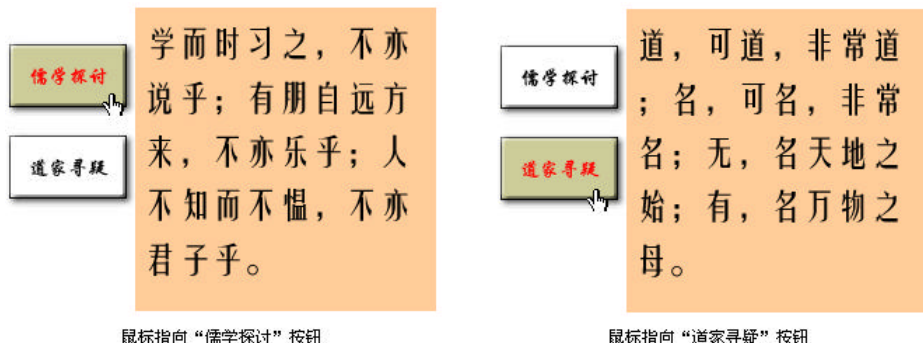 儒学探讨
道家寻疑
学而时习之，不亦
说乎；有朋自远方
来，不亦乐乎；人
不知而不愠，不亦
君子乎。
鼠标指向“儒学探讨”按钮
儒学探讨
道家寻疑
道，可道，非常道
；名，可名，非常
名；无，名天地之
始；有，名万物之
母。
鼠标指向“道家寻疑”按钮